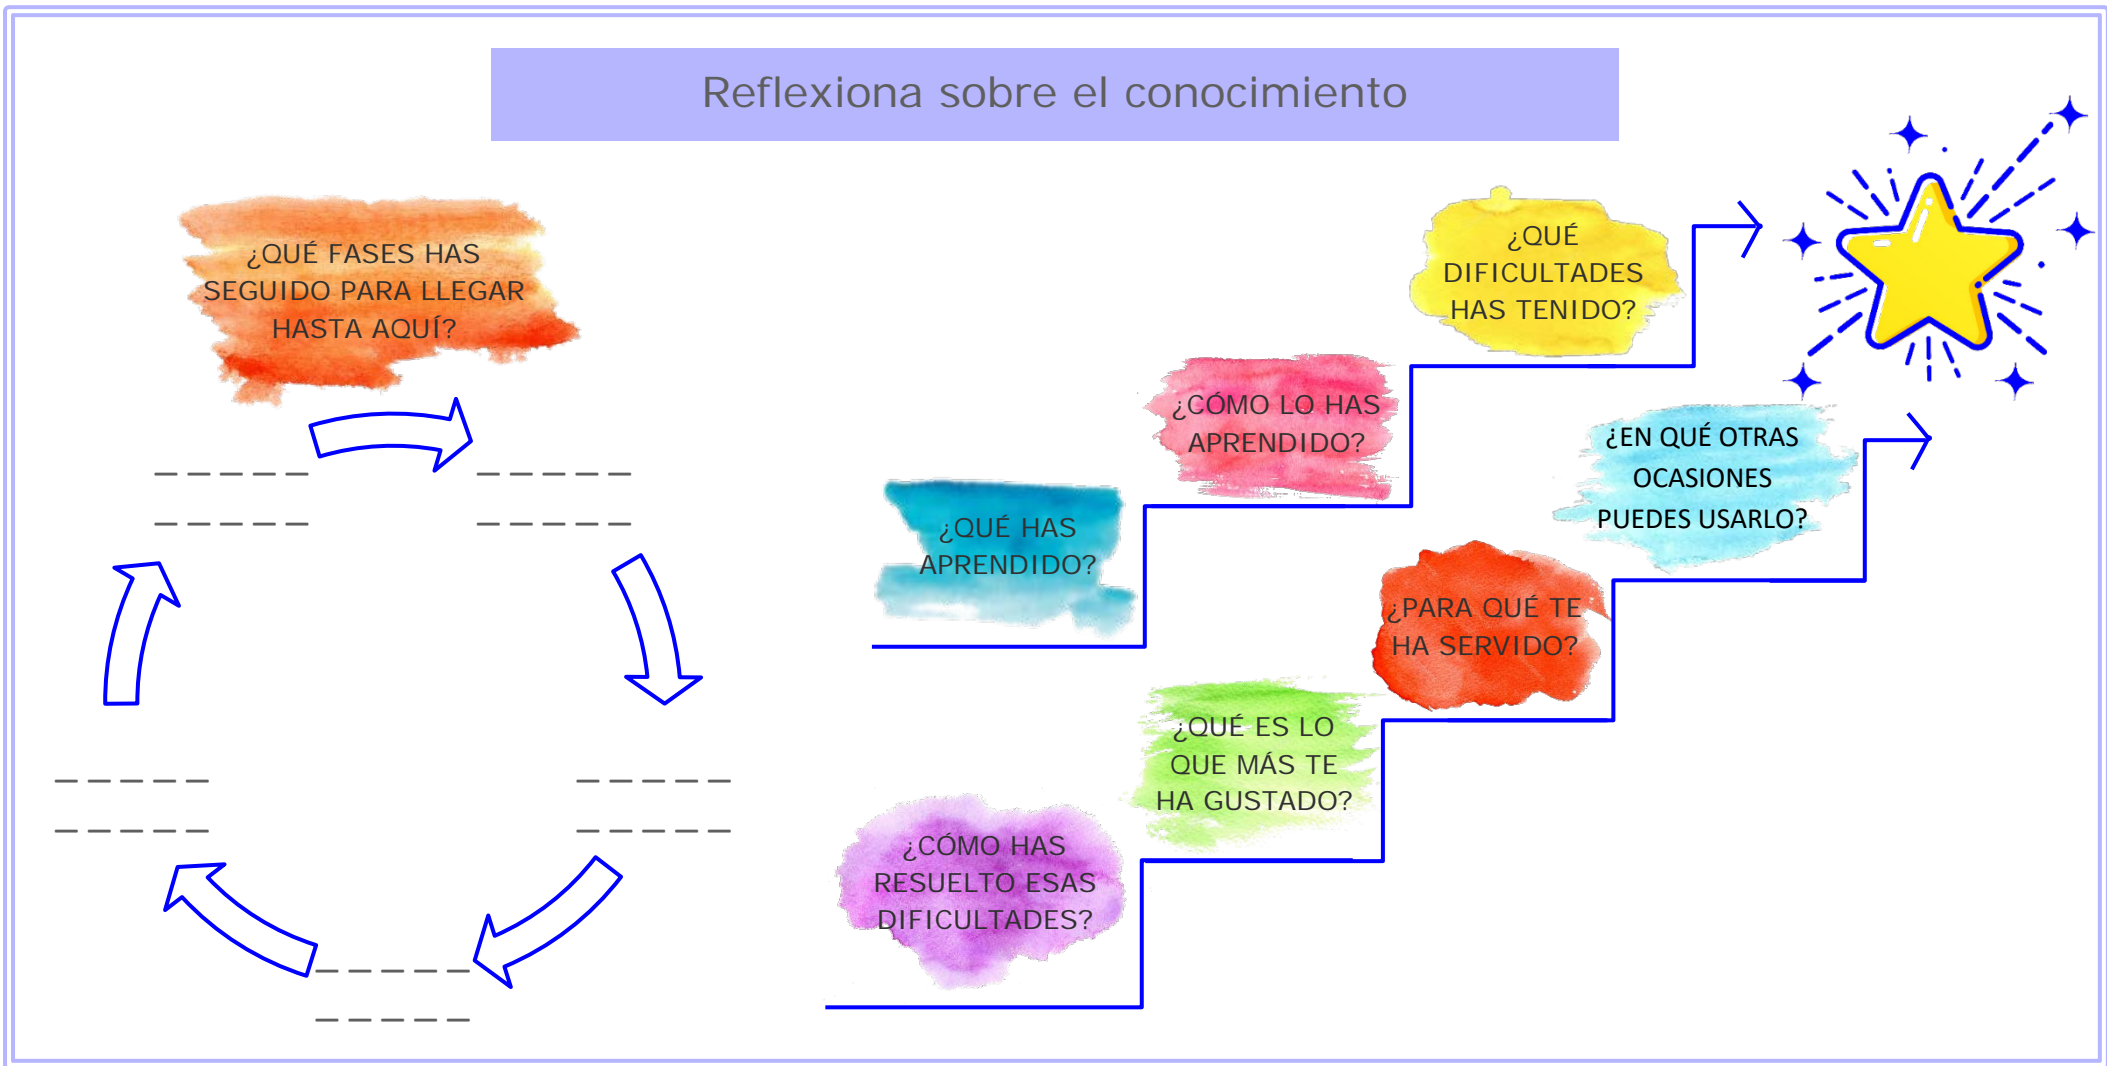 Reflexiona sobre el conocimiento
¿QUÉ FASES HAS
SEGUIDO PARA LLEGAR
HASTA AQUÍ?
¿QUÉ HAS
APRENDIDO?
¿CÓMO LO HAS
APRENDIDO?
¿QUÉ
DIFICULTADES
HAS TENIDO?
¿CÓMO HAS
RESUELTO ESAS
DIFICULTADES?
¿QUÉ ES LO
QUE MÁS TE
HA GUSTADO?
¿PARA QUÉ TE
HA SERVIDO?
¿EN QUÉ OTRAS
OCASIONES
PUEDES USARLO?